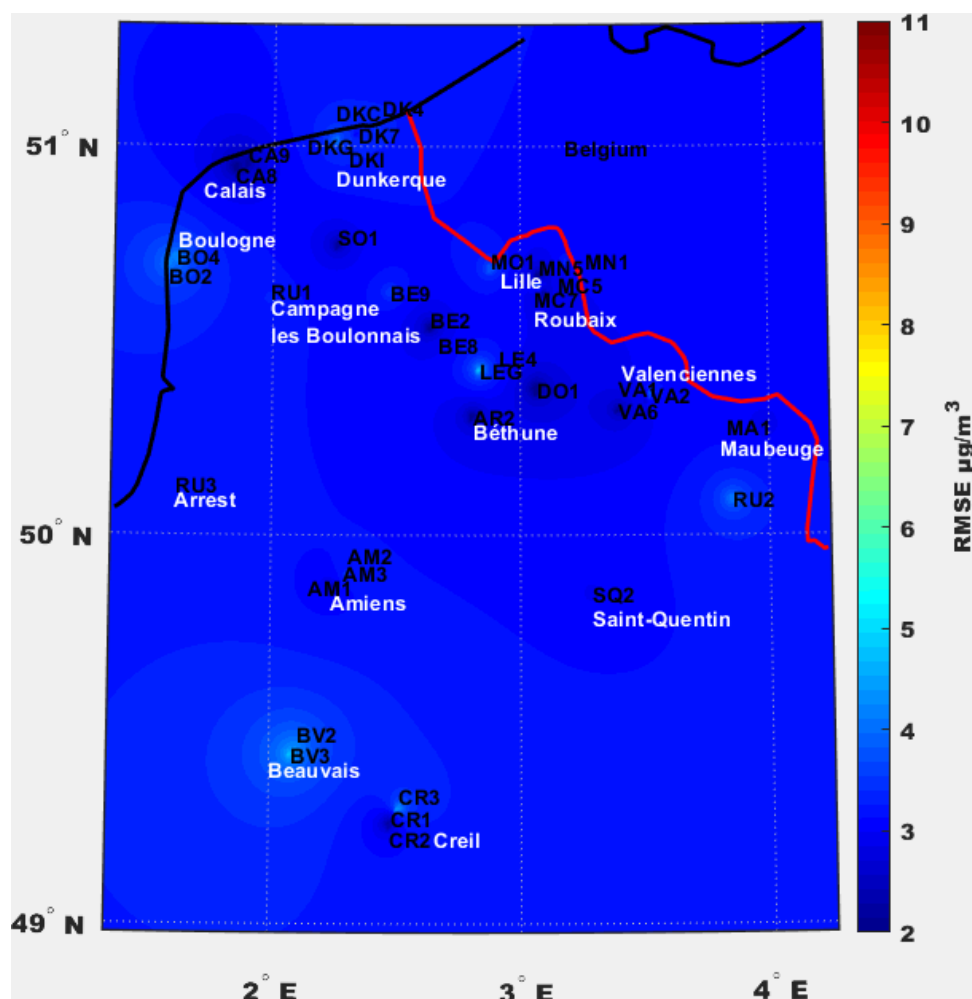 11
10
9
8
7
6
5
4
3
2
RMSE µg/m³
51° N
50° N
49° N
2° E
3° E
4° E
DKC
DK4
DK7
DKG
DKI
Dunkerque
Belgium
CA9
CA8
Calais
SO1
Boulogne
BO4
BO2
MO1
MN5
MN1
Lille
MC5
MC7
Roubaix
RU1
BE9
Campagne
les Boulonnais
BE2
BE8
LE4
LEG
Valenciennes
DO1
VA1
VA2
VA6
AR2
Béthune
MA1
Maubeuge
RU3
Arrest
RU2
AM2
AM3
AM1
Amiens
SQ2
Saint-Quentin
BV2
BV3
Beauvais
CR3
CR1
CR2 Creil